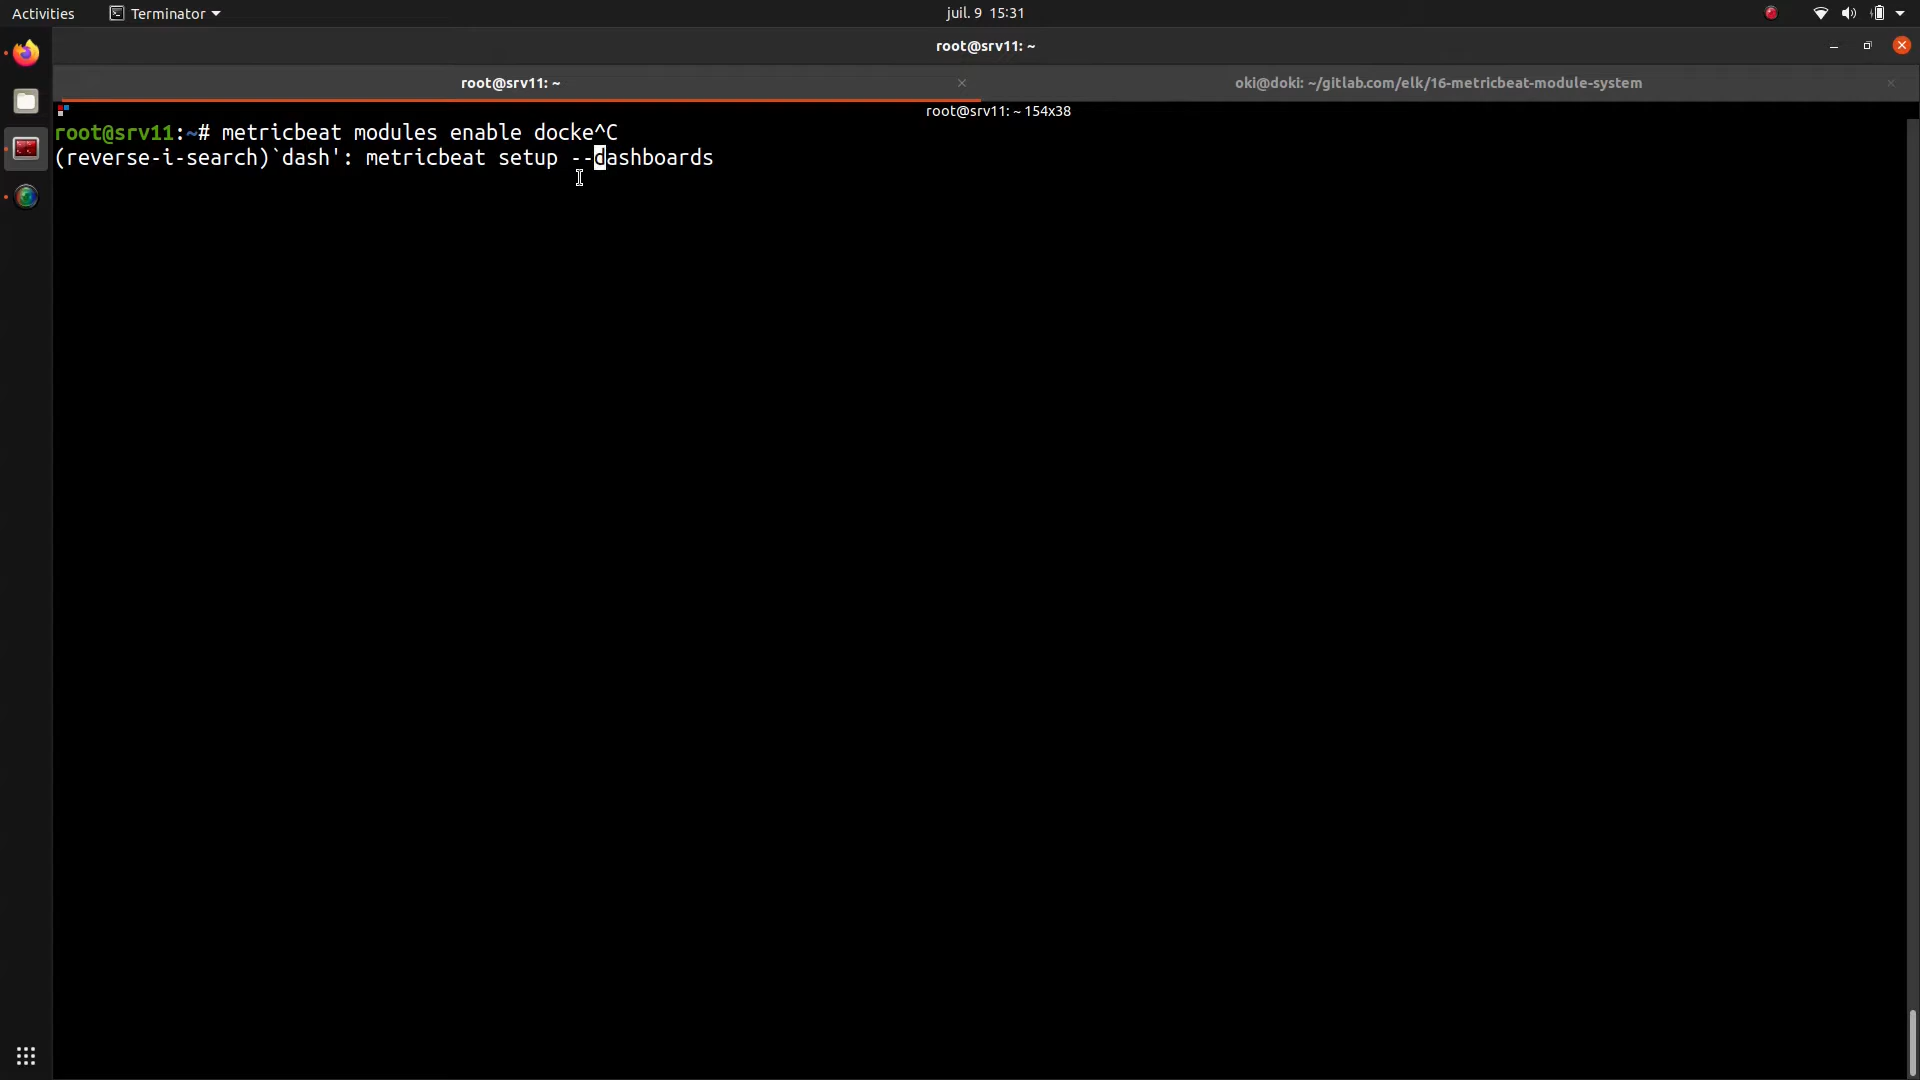 Activities Terminator juil. 9 15:31
root@srv11: ~
root@srv11: ~ oki@doki: ~/gitlab.com/elk/16-metricbeat-module-system
root@srv11: ~ 154x38
root@srv11:~# metricbeat modules enable docke^C
(reverse-i-search)`dash': metricbeat setup --dashboards